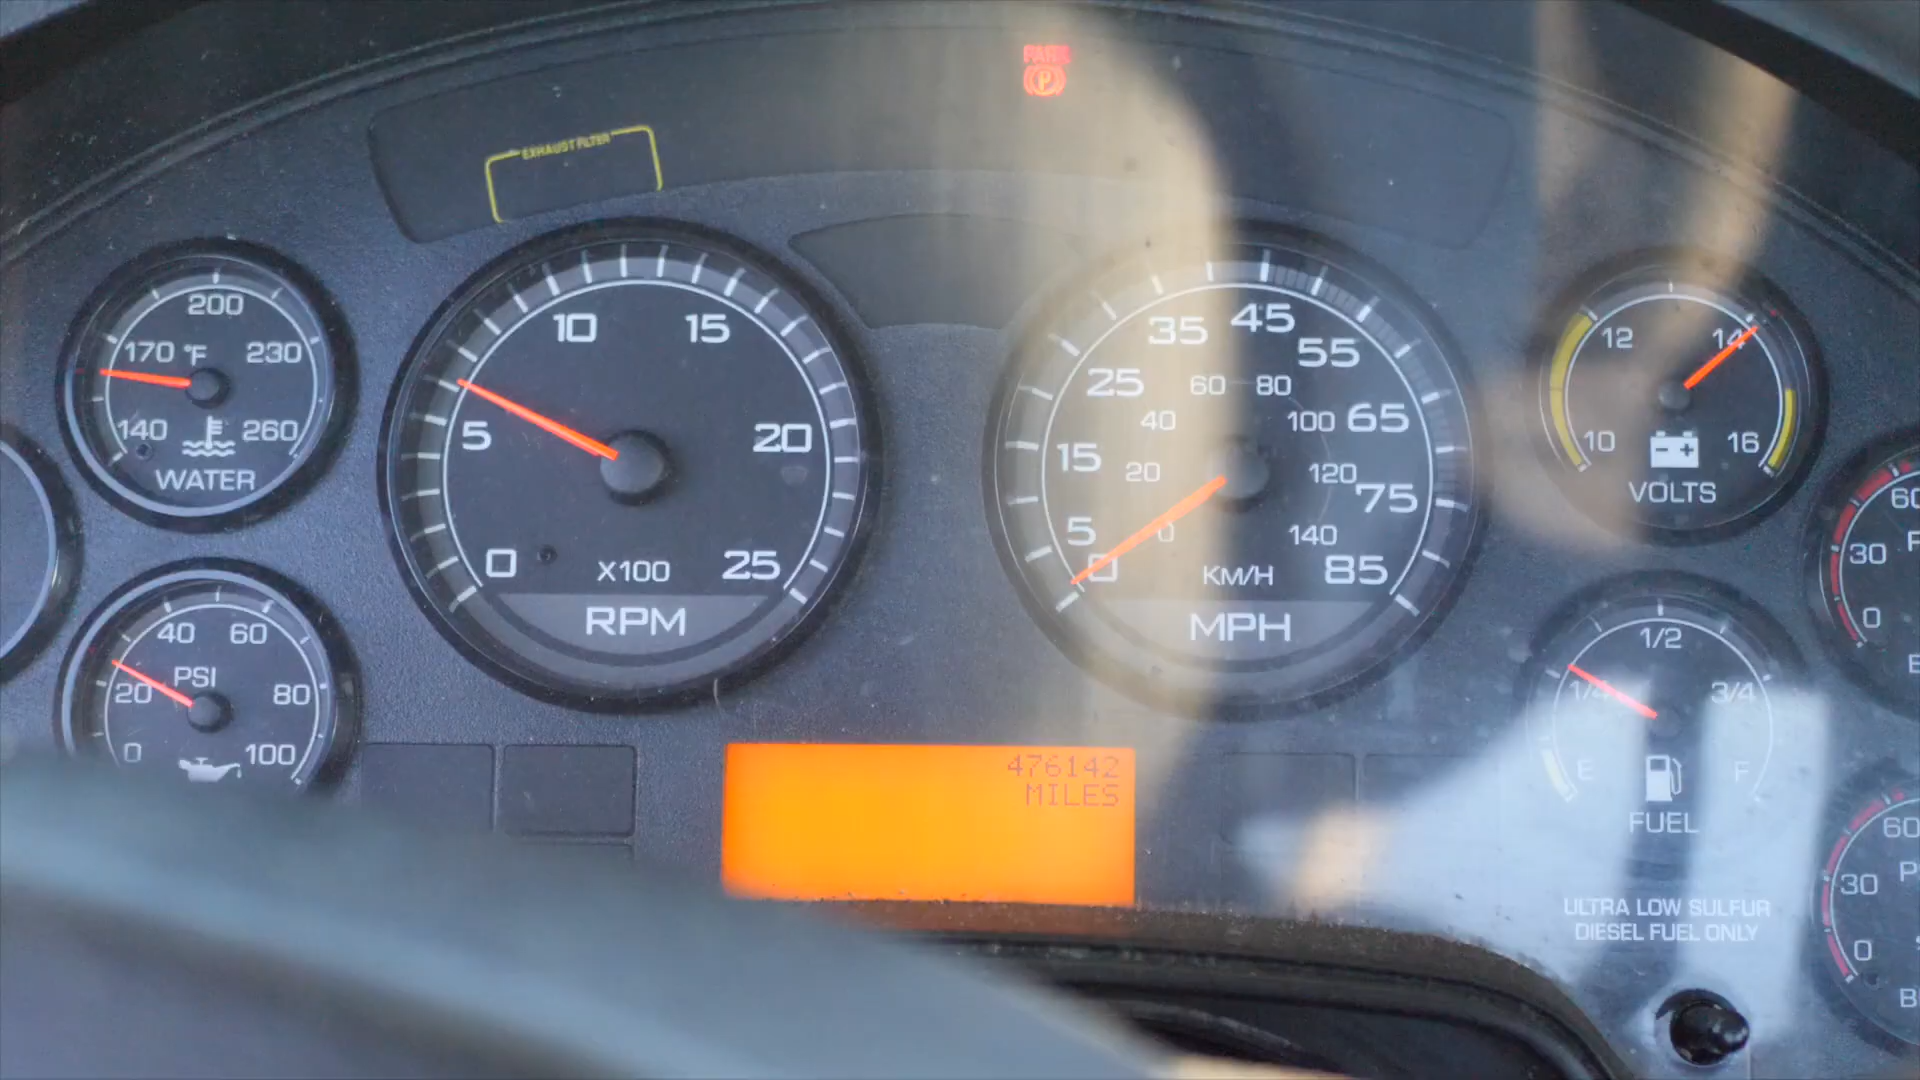 PARK
P
EXHAUST FILTER
200
170 °F 230
140 260
WATER
40 60
PSI
20 80
0 100
10 15
5 20
0 25
X100
RPM
35 45 55
25 65
15 75
5
0 85
60 80
40 100
20 120
0 140
KM/H
MPH
12 14
10 16
VOLTS
1/2
1/4 3/4
E F
FUEL
ULTRA LOW SULFUR
DIESEL FUEL ONLY
476142
MILES
60
30
0
60
30
0